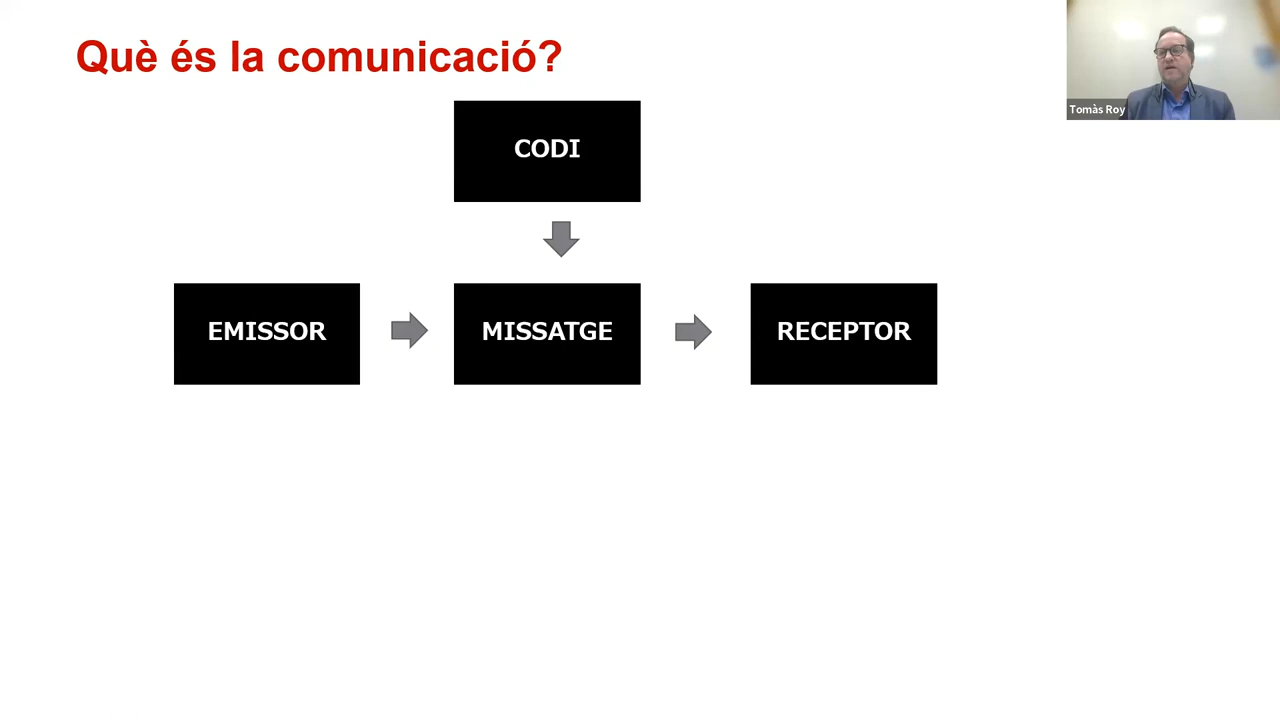 Què és la comunicació?
Tomàs Roy
CODI
EMISSOR
MISSATGE
RECEPTOR